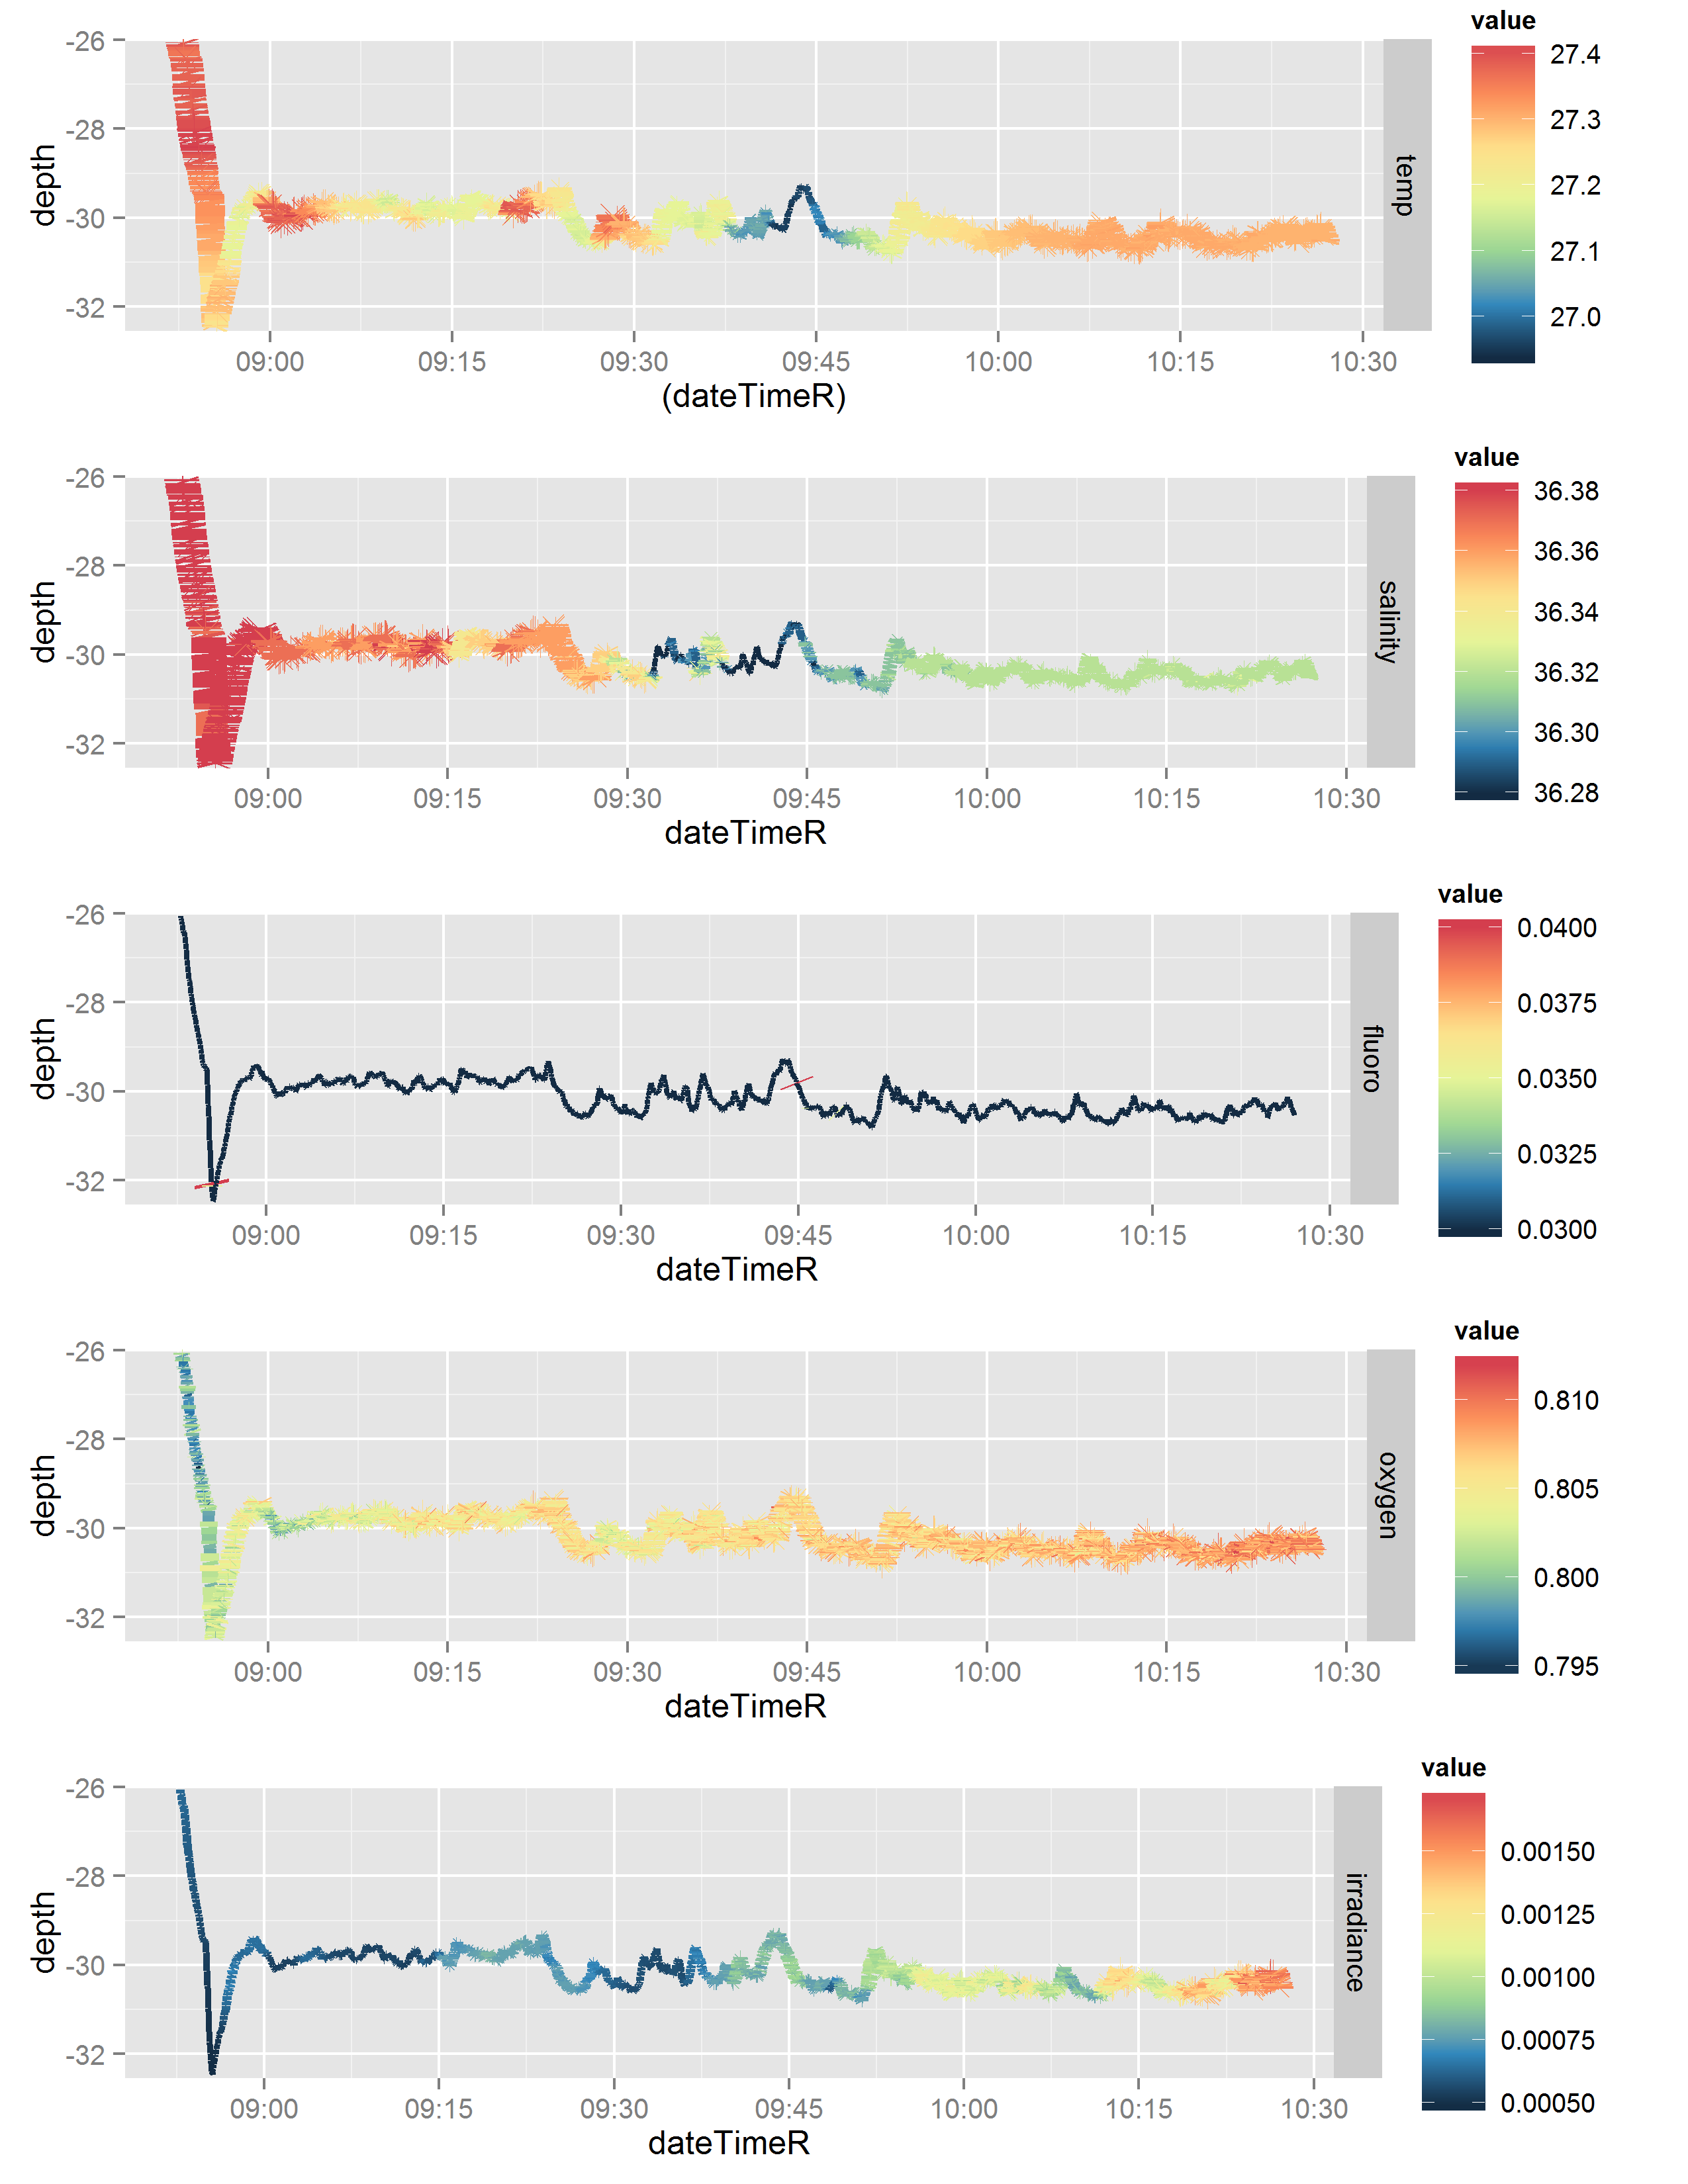 value
-26
-28
-30
-32
depth
temp
27.4
27.3
27.2
27.1
27.0
09:00 09:15 09:30 09:45 10:00 10:15 10:30
(dateTimeR)
value
-26
-28
-30
-32
depth
salinity
36.38
36.36
36.34
36.32
36.30
36.28
09:00 09:15 09:30 09:45 10:00 10:15 10:30
dateTimeR
value
-26
-28
-30
-32
depth
fluoro
0.0400
0.0375
0.0350
0.0325
0.0300
09:00 09:15 09:30 09:45 10:00 10:15 10:30
dateTimeR
value
-26
-28
-30
-32
depth
oxygen
0.810
0.805
0.800
0.795
09:00 09:15 09:30 09:45 10:00 10:15 10:30
dateTimeR
value
-26
-28
-30
-32
depth
irradiance
0.00150
0.00125
0.00100
0.00075
0.00050
09:00 09:15 09:30 09:45 10:00 10:15 10:30
dateTimeR